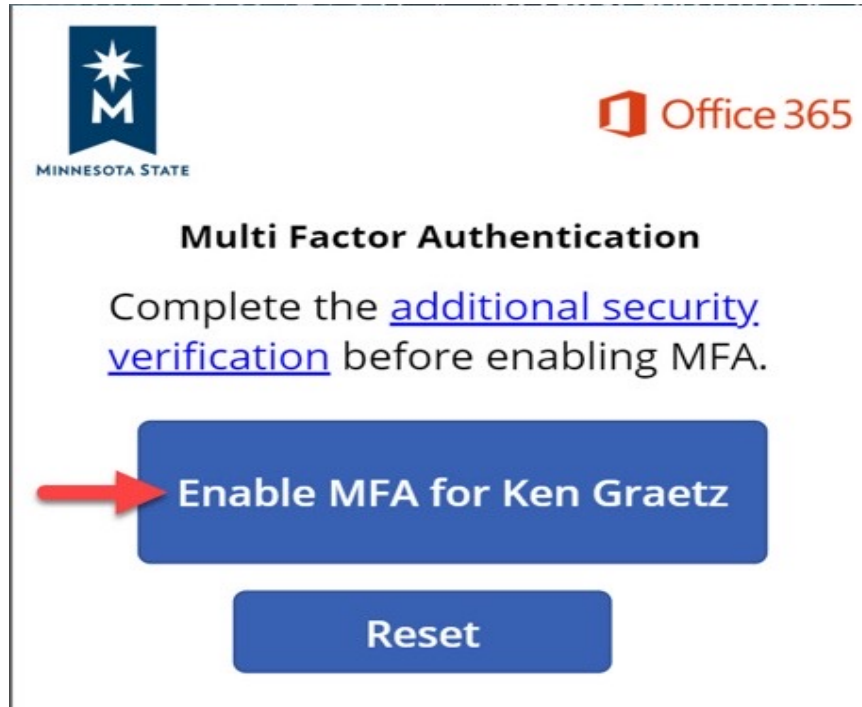 M
MINNESOTA STATE
Office 365
Multi Factor Authentication
Complete the additional security
verification before enabling MFA.
Enable MFA for Ken Graetz
Reset